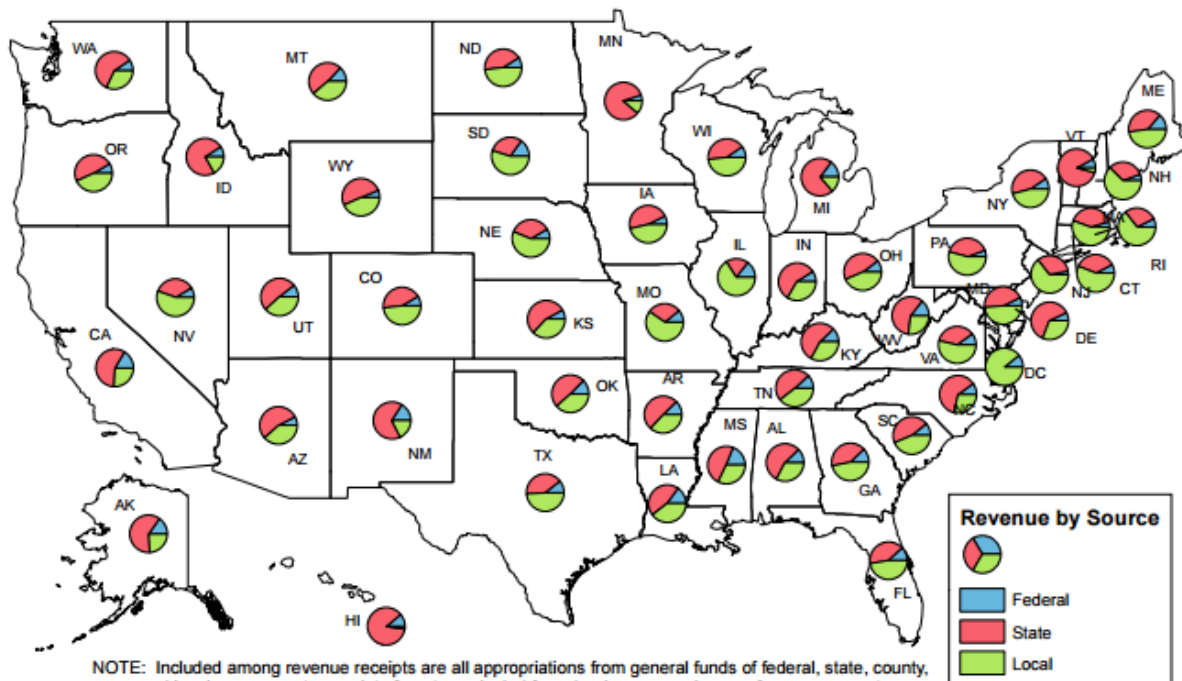 WA
MT
ND
MN
ME
OR
ID
SD
WI
VT
NH
WY
MI
NY
MA
IA
NE
PA
RI
IL
IN
OH
CO
MO
MD
NJ
CT
NV
UT
KS
WV
DE
CA
KY
VA
DC
OK
AR
TN
NC
AZ
NM
MS
AL
SC
TX
LA
GA
AK
FL
HI
Revenue by Source
Federal
State
Local
NOTE: Included among revenue receipts are all appropriations from general funds of federal, state, county,